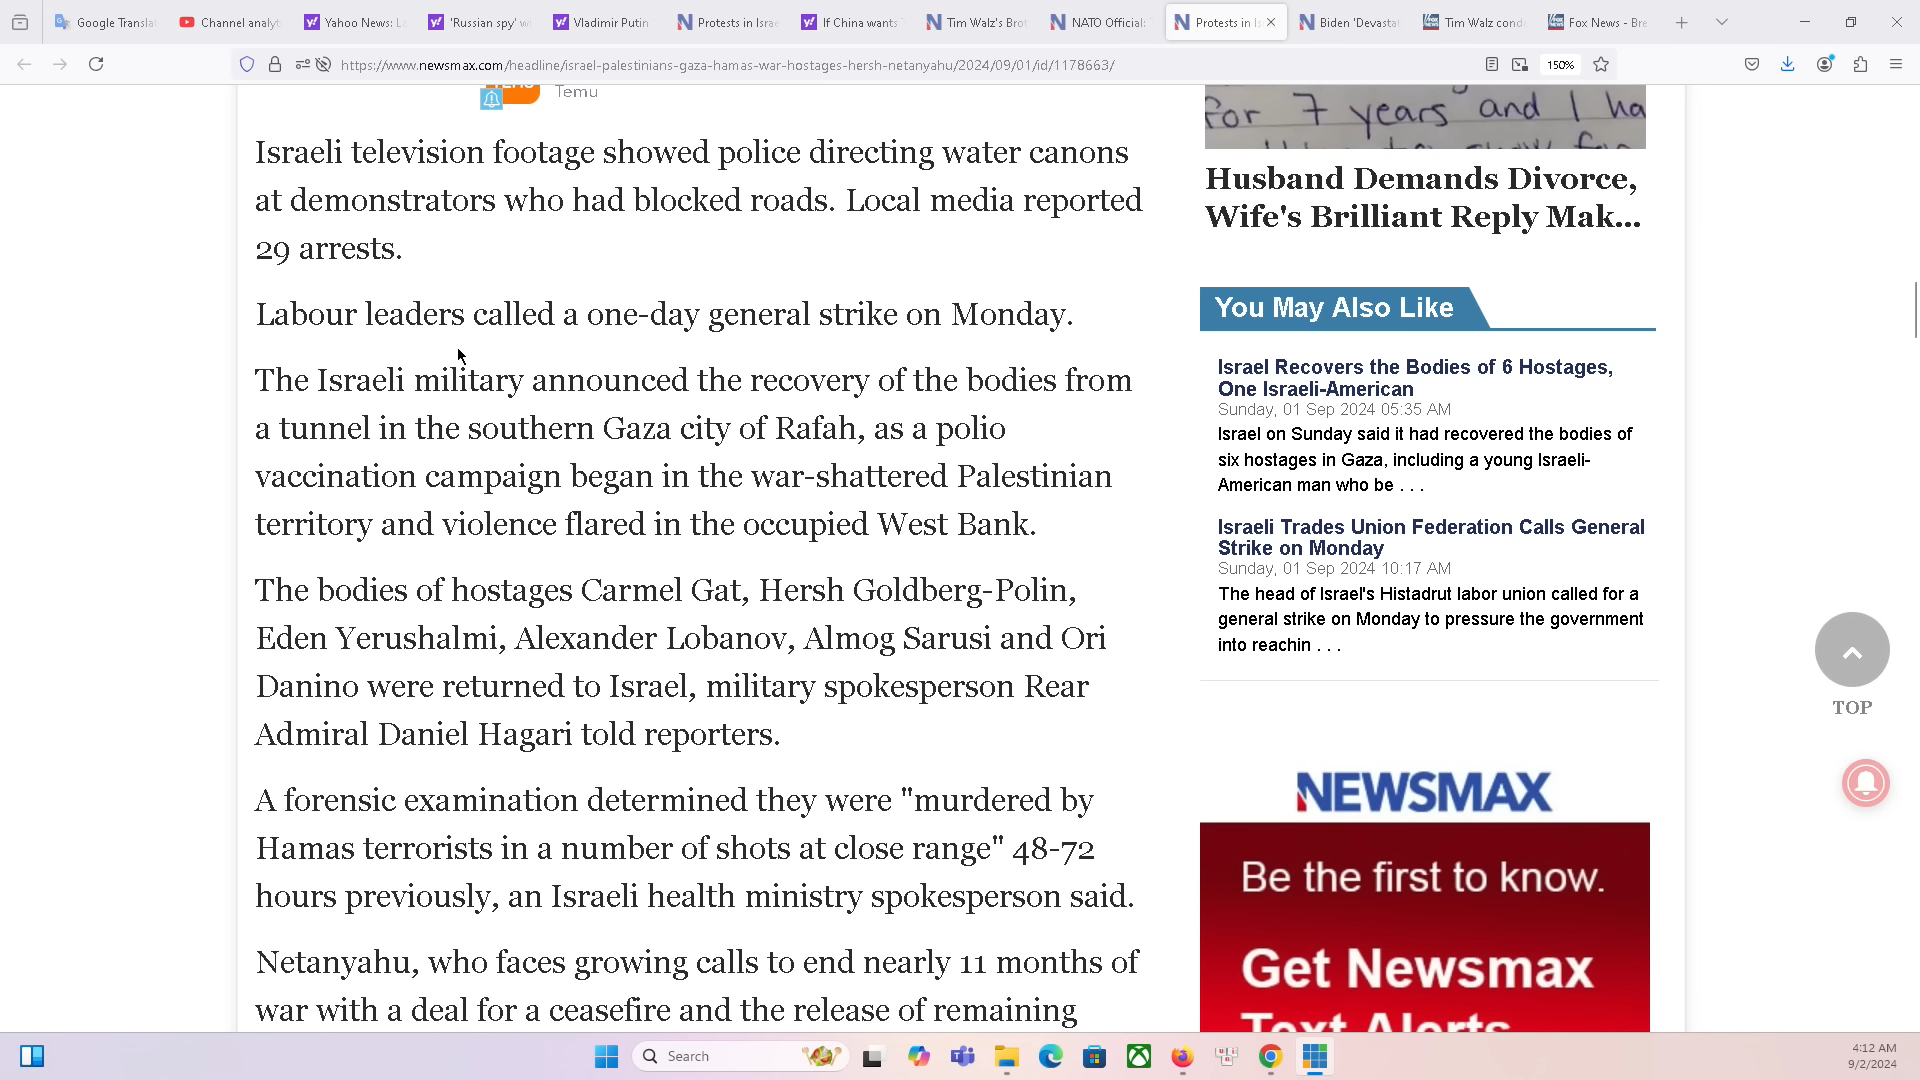 Google Transla
Channel analyt
Yahoo News: La
'Russian spy' w
Vladimir Putin
Protests in Israe
If China wants T
Tim Walz's Brot
NATO Official:
Protests in Is
Biden 'Devastat
Tim Walz cond
Fox News - Bre
https://www.newsmax.com/headline/israel-palestinians-gaza-hamas-war-hostages-hersh-netanyahu/2024/09/01/id/1178663/
150%
Temu
Israeli television footage showed police directing water canons
at demonstrators who had blocked roads. Local media reported
29 arrests.
Labour leaders called a one-day general strike on Monday.
The Israeli military announced the recovery of the bodies from
a tunnel in the southern Gaza city of Rafah, as a polio
vaccination campaign began in the war-shattered Palestinian
territory and violence flared in the occupied West Bank.
The bodies of hostages Carmel Gat, Hersh Goldberg-Polin,
Eden Yerushalmi, Alexander Lobanov, Almog Sarusi and Ori
Danino were returned to Israel, military spokesperson Rear
Admiral Daniel Hagari told reporters.
A forensic examination determined they were "murdered by
Hamas terrorists in a number of shots at close range" 48-72
hours previously, an Israeli health ministry spokesperson said.
Netanyahu, who faces growing calls to end nearly 11 months of
war with a deal for a ceasefire and the release of remaining
for 7 years and I ha
Husband Demands Divorce,
Wife's Brilliant Reply Mak...
You May Also Like
Israel Recovers the Bodies of 6 Hostages,
One Israeli-American
Sunday, 01 Sep 2024 05:35 AM
Israel on Sunday said it had recovered the bodies of
six hostages in Gaza, including a young Israeli-
American man who be . . .
Israeli Trades Union Federation Calls General
Strike on Monday
Sunday, 01 Sep 2024 10:17 AM
The head of Israel's Histadrut labor union called for a
general strike on Monday to pressure the government
into reachin . . .
NEWSMAX
Be the first to know.
Get Newsmax
Text Alerts
TOP
Search
4:12 AM
9/2/2024